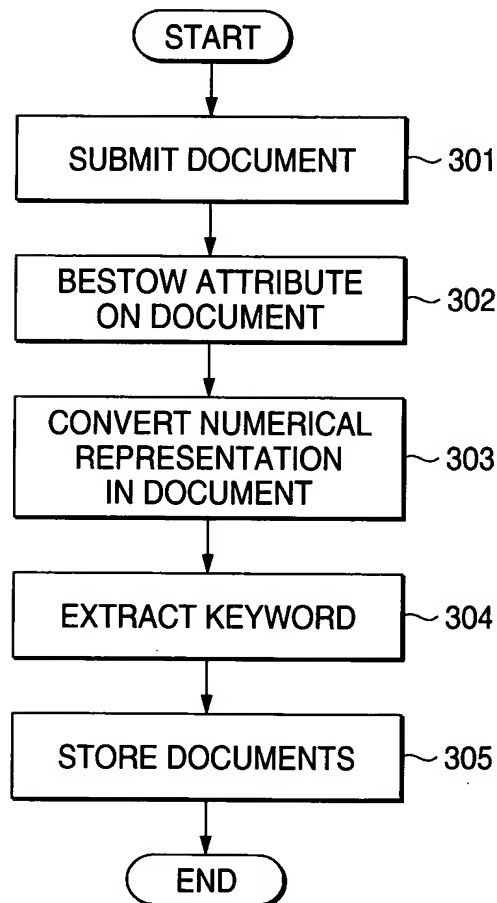 START
SUBMIT DOCUMENT
301
BESTOW ATTRIBUTE
ON DOCUMENT
302
CONVERT NUMERICAL
REPRESENTATION
IN DOCUMENT
303
EXTRACT KEYWORD
304
STORE DOCUMENTS
305
END